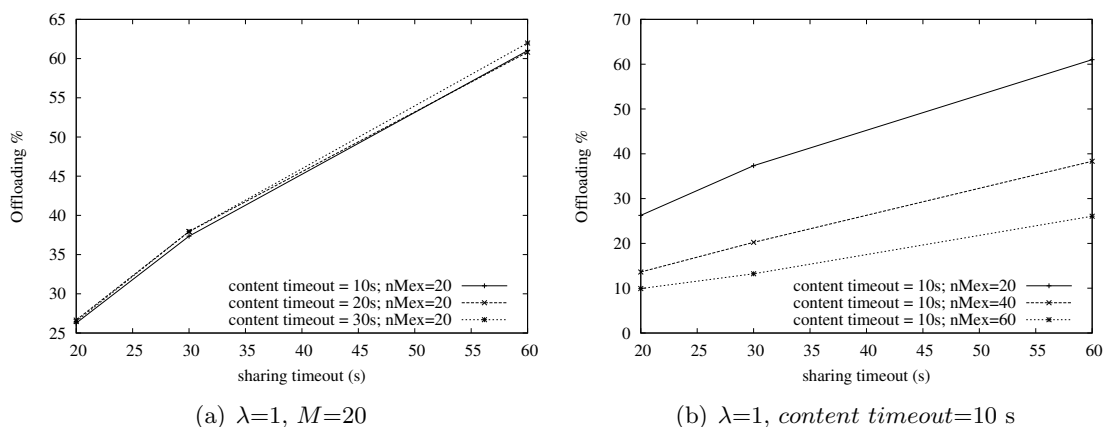 65
60
55
50
45
40
35
30
25
20 25 30 35 40 45 50 55 60
Offloading %
sharing timeout (s)
content timeout = 10s; nMex=20
content timeout = 20s; nMex=20
content timeout = 30s; nMex=20
(a) λ=1, M=20
70
60
50
40
30
20
10
0
20 25 30 35 40 45 50 55 60
Offloading %
sharing timeout (s)
content timeout = 10s; nMex=20
content timeout = 10s; nMex=40
content timeout = 10s; nMex=60
(b) λ=1, content timeout=10 s